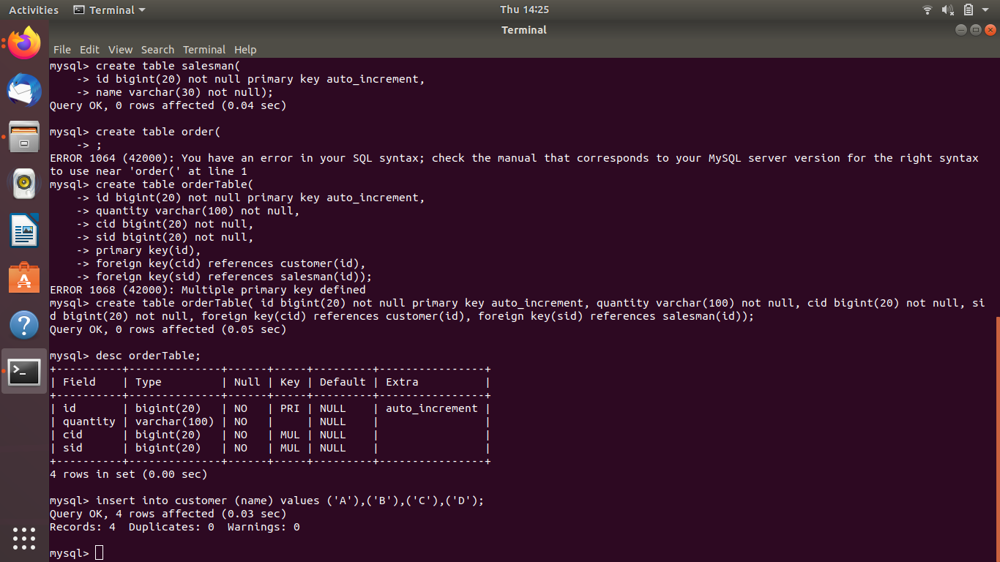 Activities Terminal Thu 14:25
Terminal
File Edit View Search Terminal Help
mysql> create table salesman(
    -> id bigint(20) not null primary key auto_increment,
    -> name varchar(30) not null);
Query OK, 0 rows affected (0.04 sec)

mysql> create table order(
    -> ;
ERROR 1064 (42000): You have an error in your SQL syntax; check the manual that corresponds to your MySQL server version for the right syntax
to use near 'order(' at line 1
mysql> create table orderTable(
    -> id bigint(20) not null primary key auto_increment,
    -> quantity varchar(100) not null,
    -> cid bigint(20) not null,
    -> sid bigint(20) not null,
    -> primary key(id),
    -> foreign key(cid) references customer(id),
    -> foreign key(sid) references salesman(id));
ERROR 1068 (42000): Multiple primary key defined
mysql> create table orderTable( id bigint(20) not null primary key auto_increment, quantity varchar(100) not null, cid bigint(20) not null, si
d bigint(20) not null, foreign key(cid) references customer(id), foreign key(sid) references salesman(id));
Query OK, 0 rows affected (0.05 sec)

mysql> desc orderTable;
+----------+--------------+------+-----+---------+----------------+
| Field    | Type         | Null | Key | Default | Extra          |
+----------+--------------+------+-----+---------+----------------+
| id       | bigint(20)   | NO   | PRI | NULL    | auto_increment |
| quantity | varchar(100) | NO   |     | NULL    |                |
| cid      | bigint(20)   | NO   | MUL | NULL    |                |
| sid      | bigint(20)   | NO   | MUL | NULL    |                |
+----------+--------------+------+-----+---------+----------------+
4 rows in set (0.00 sec)

mysql> insert into customer (name) values ('A'),('B'),('C'),('D');
Query OK, 4 rows affected (0.03 sec)
Records: 4  Duplicates: 0  Warnings: 0

mysql>